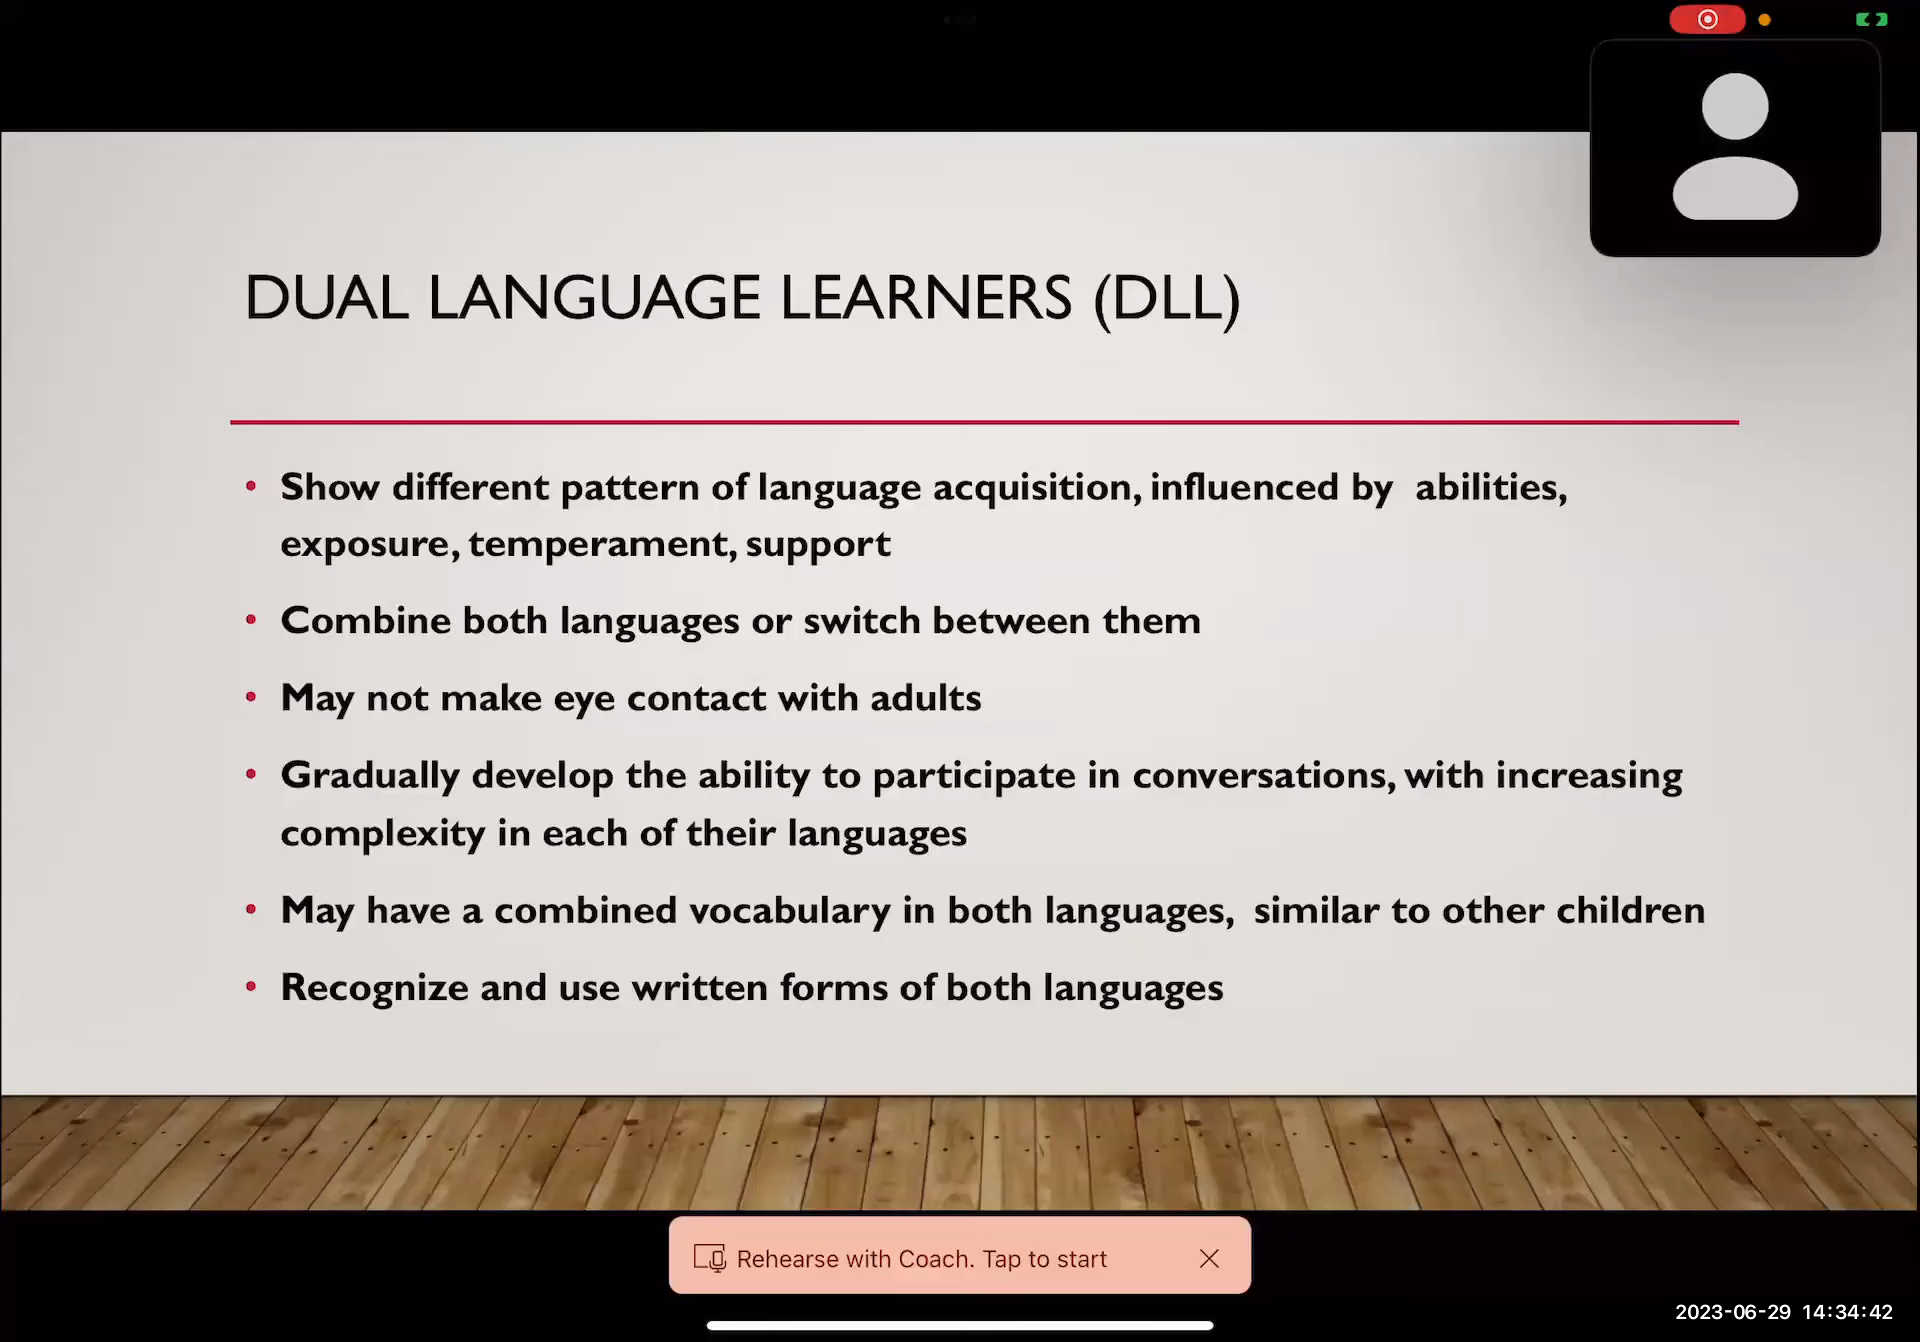 DUAL LANGUAGE LEARNERS (DLL)
• Show different pattern of language acquisition, influenced by  abilities,
exposure, temperament, support
• Combine both languages or switch between them
• May not make eye contact with adults
• Gradually develop the ability to participate in conversations, with increasing
complexity in each of their languages
• May have a combined vocabulary in both languages,  similar to other children
• Recognize and use written forms of both languages
Rehearse with Coach. Tap to start
2023-06-29 14:34:42